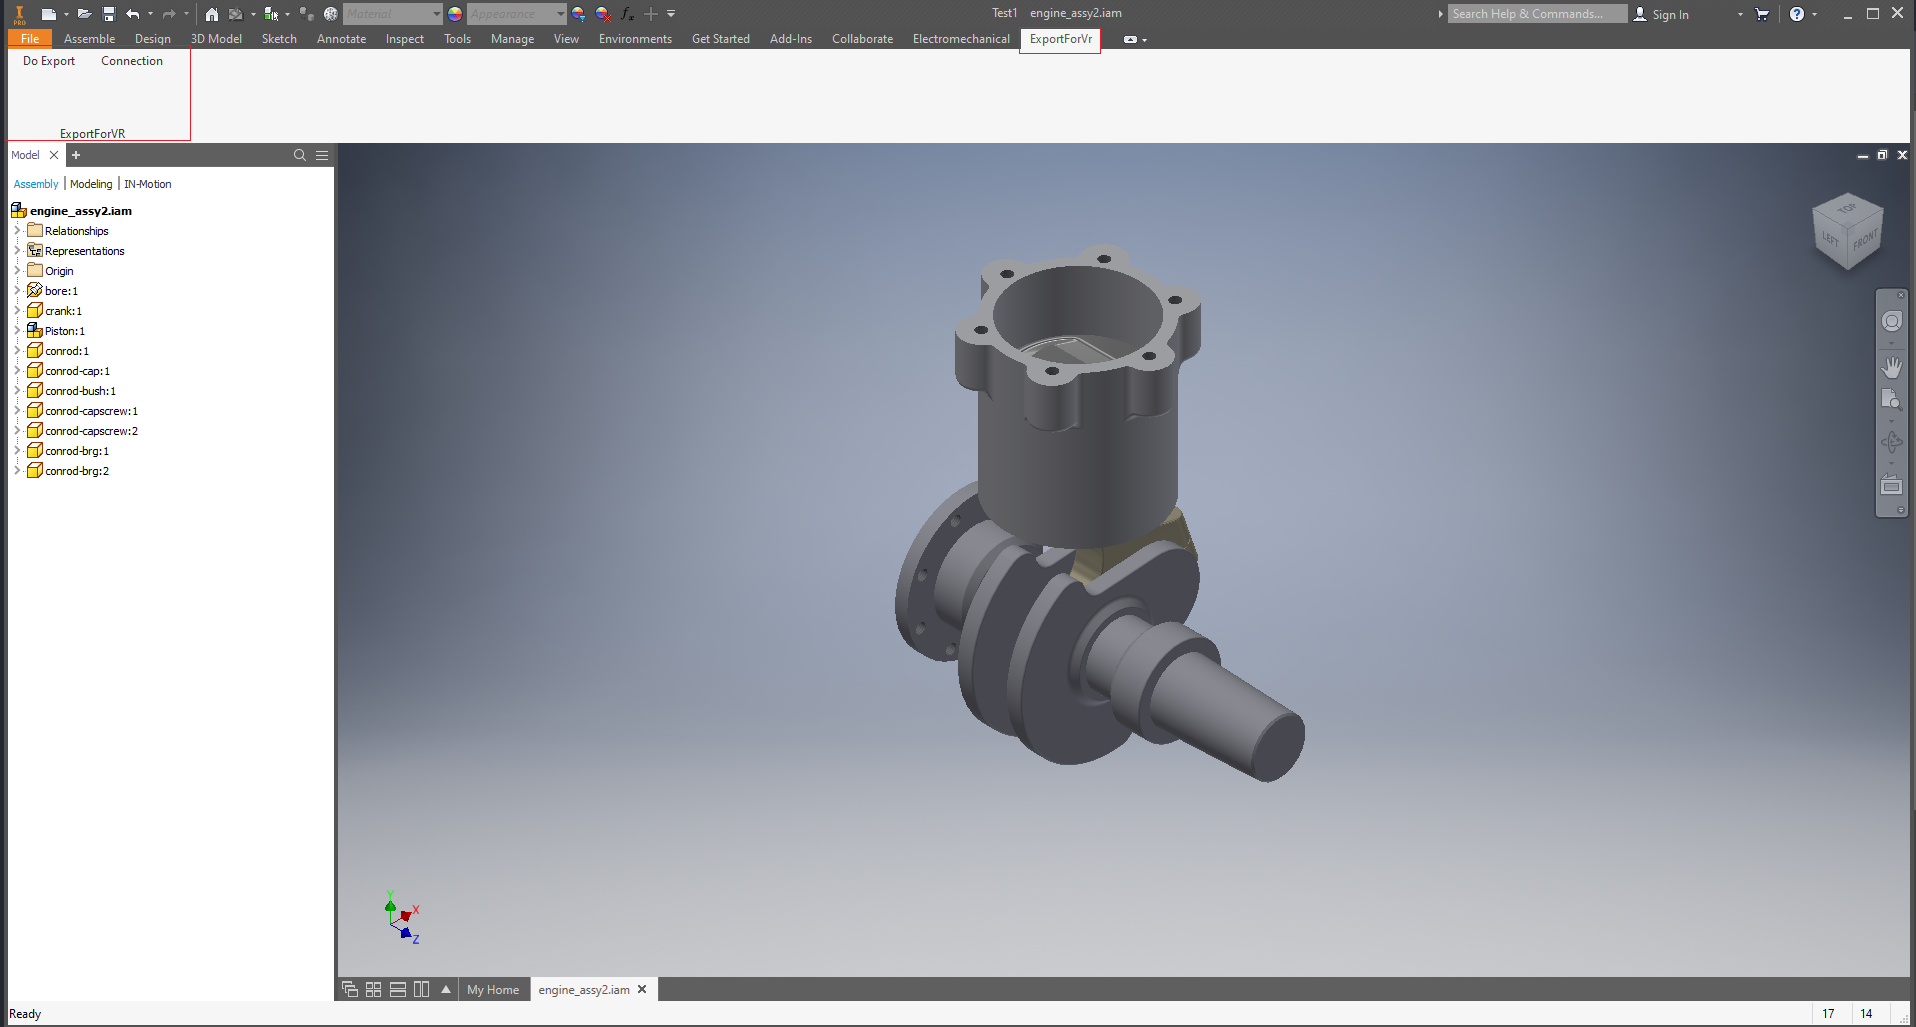 PRO
Material
Appearance
fx
Test1 engine_assy2.iam
Search Help & Commands...
Sign In
File Assemble Design 3D Model Sketch Annotate Inspect Tools Manage View Environments Get Started Add-Ins Collaborate Electromechanical ExportForVr
Do Export Connection
ExportForVR
Model
Assembly Modeling IN-Motion
engine_assy2.iam
Relationships
Representations
Origin
bore:1
crank:1
Piston:1
conrod:1
conrod-cap:1
conrod-bush:1
conrod-capscrew:1
conrod-capscrew:2
conrod-brg:1
conrod-brg:2
TOP
LEFT FRONT
Y
X
Z
My Home engine_assy2.iam
Ready 17 14